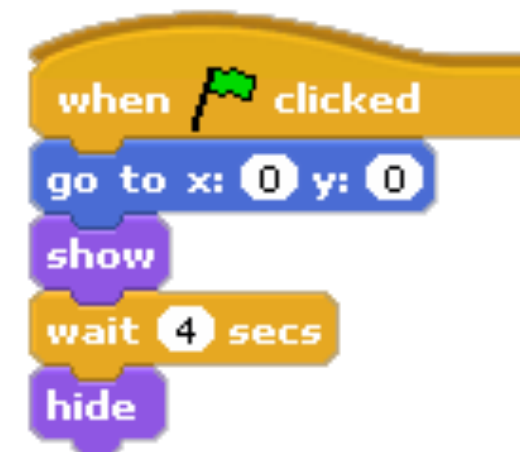 when clicked
go to x: 0 y: 0
show
wait 4 secs
hide